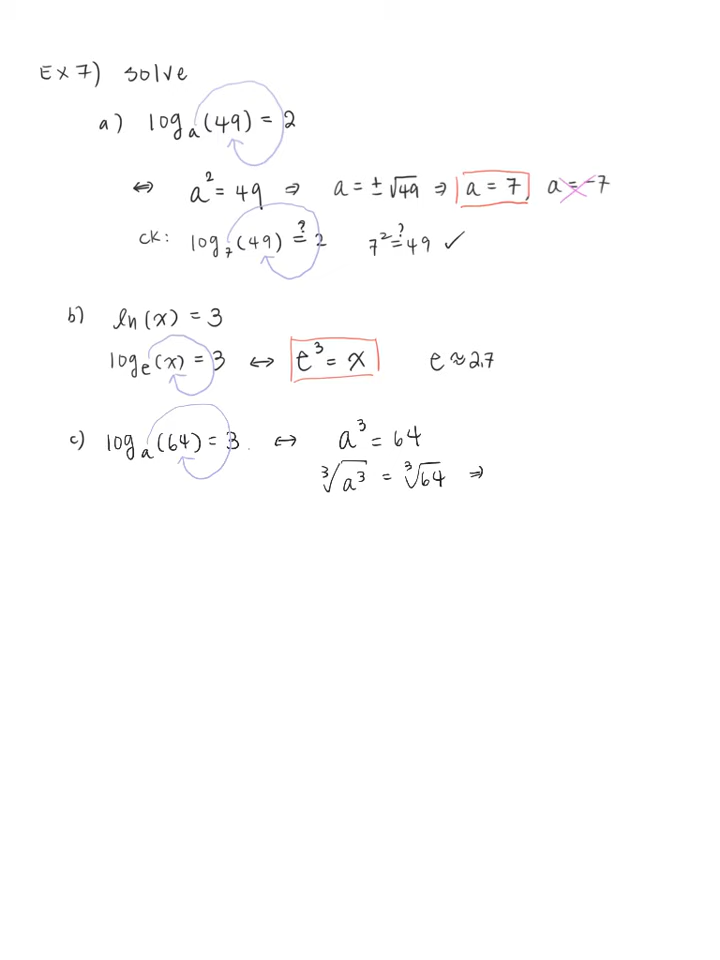 Ex 7) solve
a) log_a(49) = 2
⇔ a² = 49 ⇒ a = ±√49 ⇒ a = 7 a = -7
ck: log₇(49) ≟ 2 7² ≟ 49 ✓
b) ln(x) = 3
log_e(x) = 3 ↔ e³ = x e ≈ 2.7
c) log_a(64) = 3 ⇔ a³ = 64
∛a³ = ∛64 ⇒